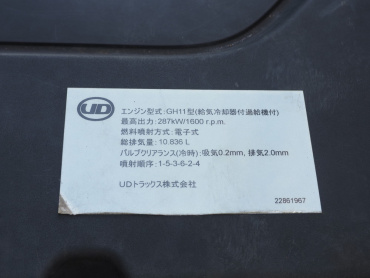 UD
エンジン型式:GH11型(給気冷却器付過給機付)
最高出力:287kW/1600 r.p.m.
燃料噴射方式:電子式
総排気量:10.836 L
バルブクリアランス(冷時):吸気0.2mm, 排気2.0mm
噴射順序:1-5-3-6-2-4
UDトラックス株式会社
22861967